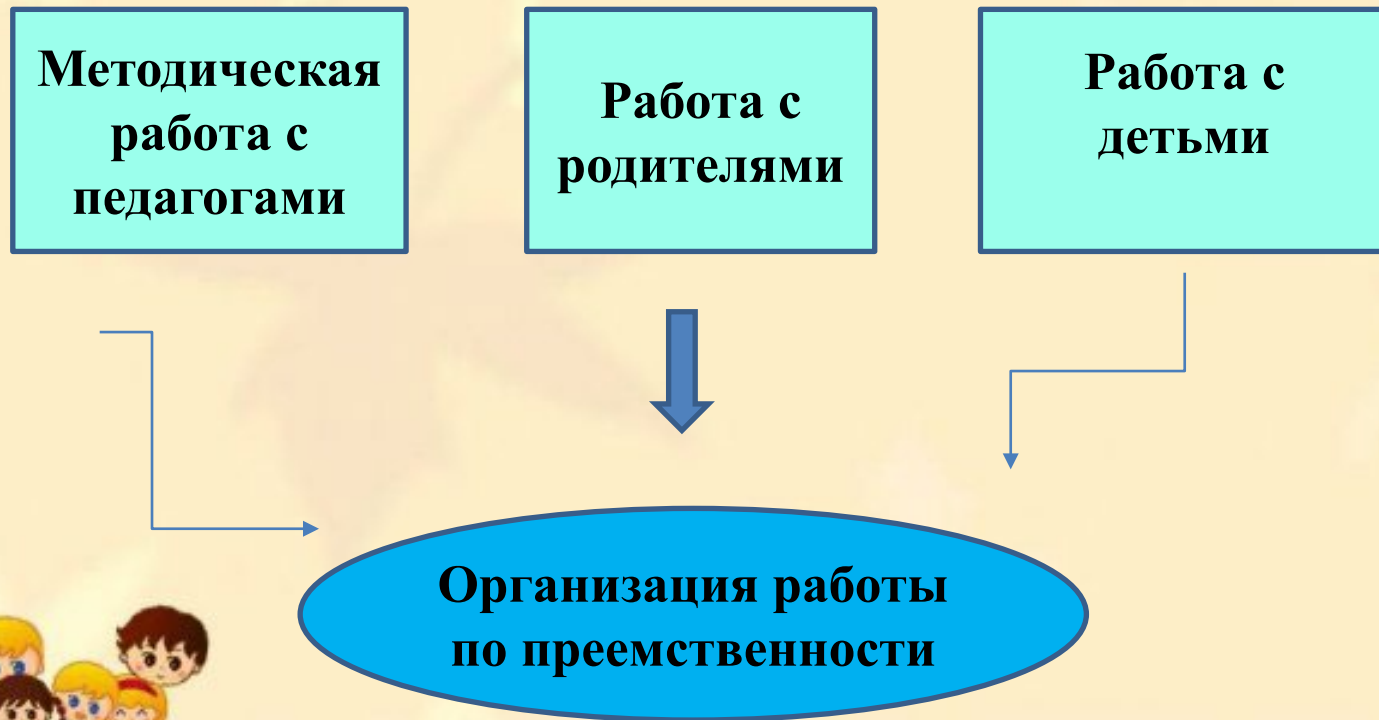 Методическая
работа с
педагогами
Работа с
родителями
Работа с
детьми
Организация работы
по преемственности